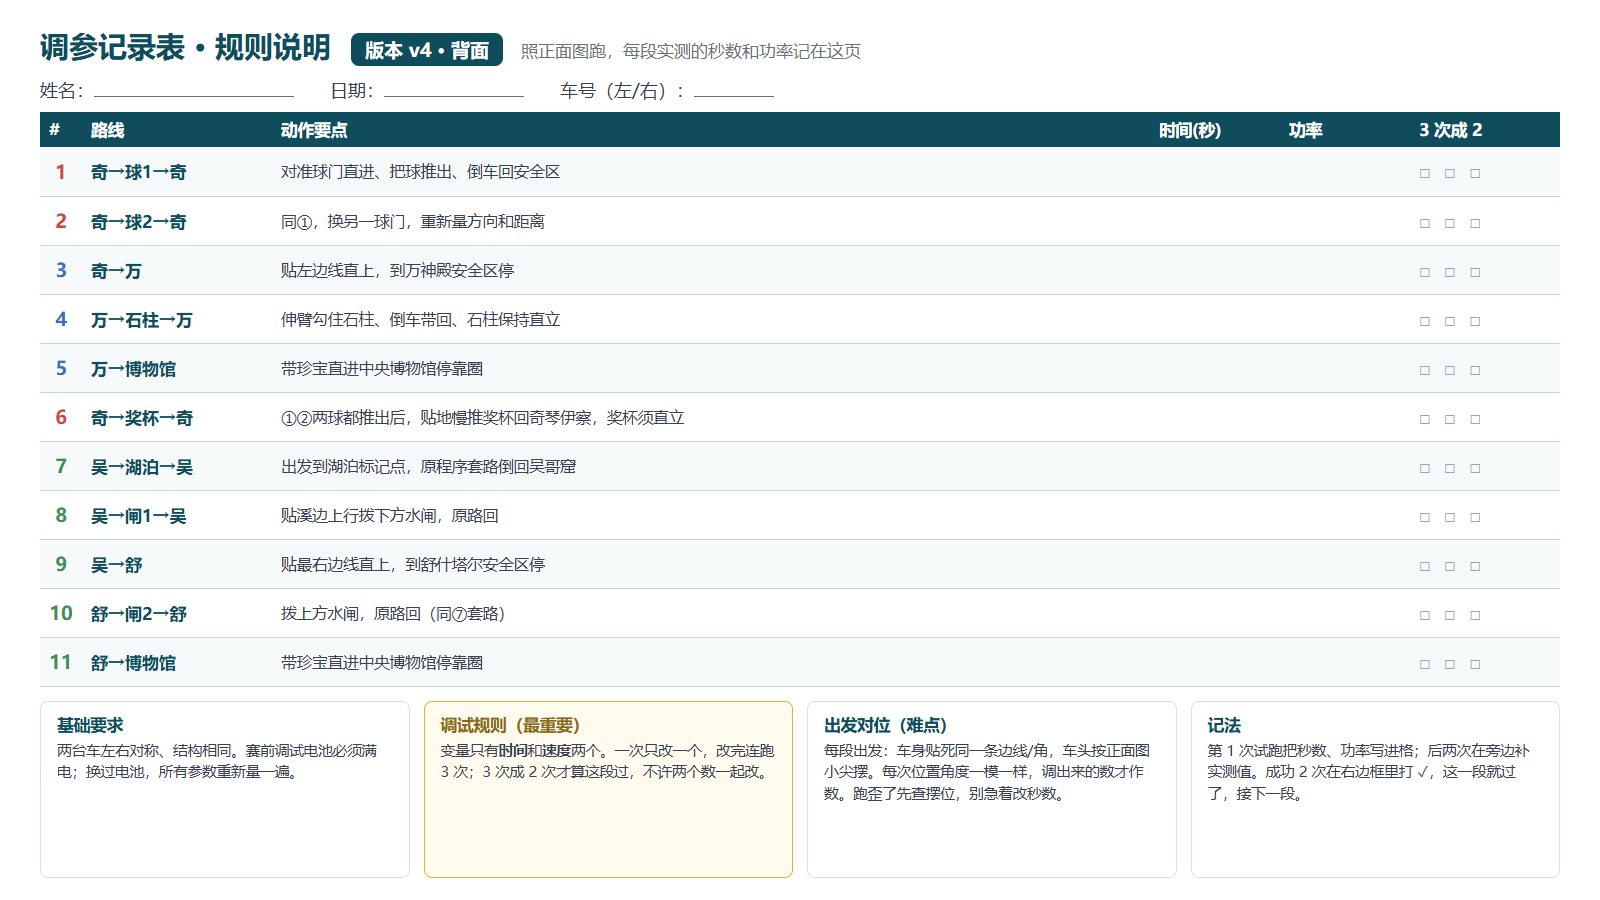 调参记录表·规则说明 版本 v4·背面 照正面图跑，每段实测的秒数和功率记在这页
姓名：____ 日期：____ 车号（左/右）：____
# 路线 动作要点 时间(秒) 功率 3 次成 2
1 奇→球1→奇 对准球门直进、把球推出、倒车回安全区 □ □ □
2 奇→球2→奇 同①，换另一球门，重新量方向和距离 □ □ □
3 奇→万 贴左边线直上，到万神殿安全区停 □ □ □
4 万→石柱→万 伸臂勾住石柱、倒车带回、石柱保持直立 □ □ □
5 万→博物馆 带珍宝直进中央博物馆停靠圈 □ □ □
6 奇→奖杯→奇 ①②两球都推出后，贴地慢推奖杯回奇琴伊察，奖杯须直立 □ □ □
7 吴→湖泊→吴 出发到湖泊标记点，原程序套路倒回吴哥窟 □ □ □
8 吴→闸1→吴 贴溪边上行拨下方水闸，原路回 □ □ □
9 吴→舒 贴最右边线直上，到舒什塔尔安全区停 □ □ □
10 舒→闸2→舒 拨上方水闸，原路回（同⑦套路） □ □ □
11 舒→博物馆 带珍宝直进中央博物馆停靠圈 □ □ □
基础要求
两台车左右对称、结构相同。赛前调试电池必须满
电；换过电池，所有参数重新量一遍。
调试规则（最重要）
变量只有时间和速度两个。一次只改一个，改完连跑
3 次；3 次成 2 次才算这段过，不许两个数一起改。
出发对位（难点）
每段出发：车身贴死同一条边线/角，车头按正面图
小尖摆。每次位置角度一模一样，调出来的数才作
数。跑歪了先查摆位，别急着改秒数。
记法
第 1 次试跑把秒数、功率写进格；后两次在旁边补
实测值。成功 2 次在右边框里打 ✓，这一段就过
了，接下一段。